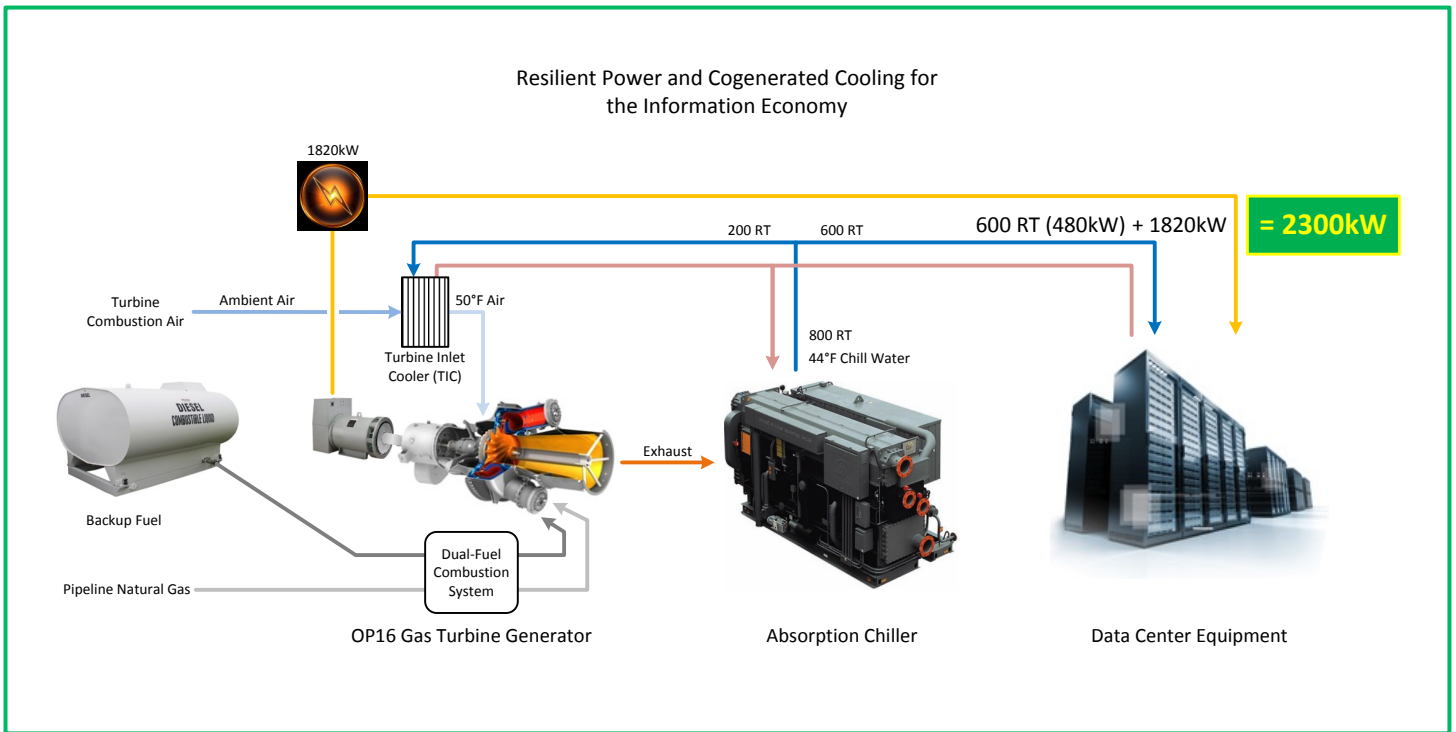 Resilient Power and Cogenerated Cooling for
the Information Economy
1820kW
200 RT
600 RT
600 RT (480kW) + 1820kW
= 2300kW
Turbine
Combustion Air
Ambient Air
50°F Air
Turbine Inlet
Cooler (TIC)
800 RT
44°F Chill Water
DIESEL
COMBUSTIBLE LIQUID
Exhaust
Backup Fuel
Dual-Fuel
Combustion
System
Pipeline Natural Gas
OP16 Gas Turbine Generator
Absorption Chiller
Data Center Equipment